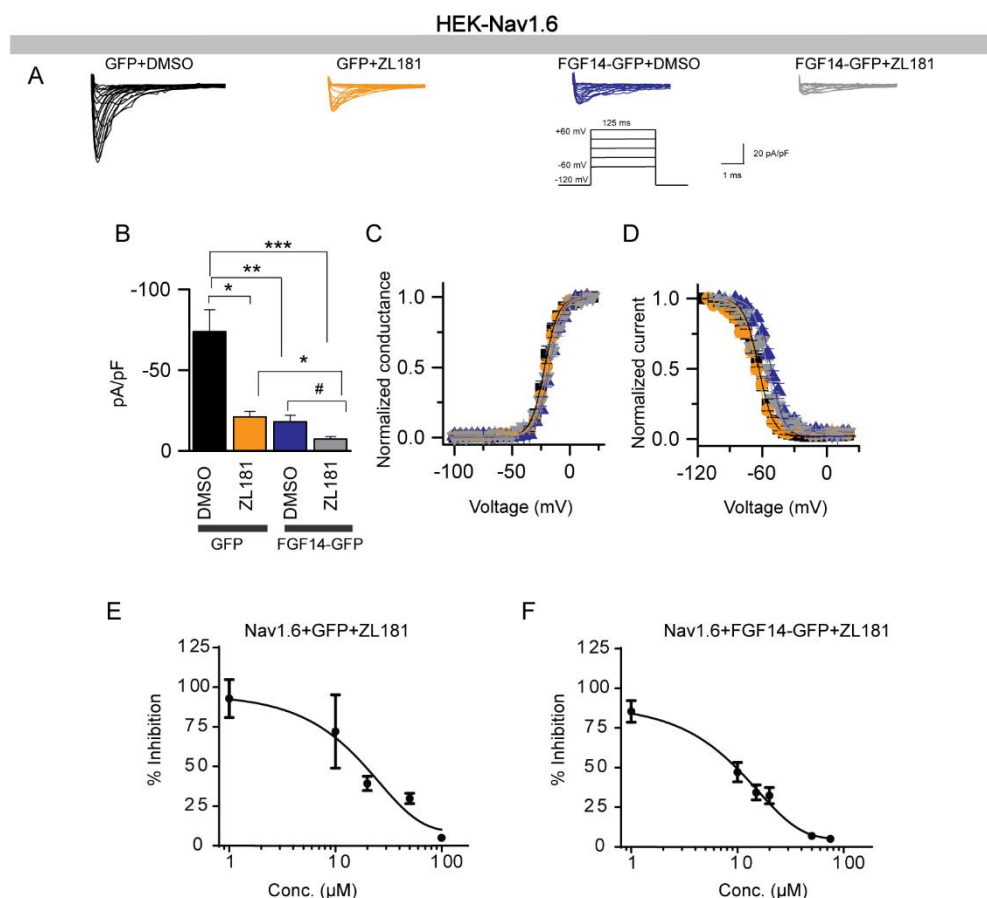 HEK-Nav1.6
A
GFP+DMSO
GFP+ZL181
FGF14-GFP+DMSO
FGF14-GFP+ZL181
125 ms
+60 mV
-60 mV
-120 mV
20 pA/pF
1 ms
B
***
**
*
*
#
-100
-50
0
pA/pF
DMSO
ZL181
DMSO
ZL181
GFP
FGF14-GFP
C
Normalized conductance
1.0
0.5
0.0
-100
-50
0
Voltage (mV)
D
Normalized current
1.0
0.5
0.0
-120
-60
0
Voltage (mV)
E
Nav1.6+GFP+ZL181
% Inhibition
125
100
75
50
25
0
1
10
100
Conc. (µM)
F
Nav1.6+FGF14-GFP+ZL181
% Inhibition
125
100
75
50
25
0
1
10
100
Conc. (µM)